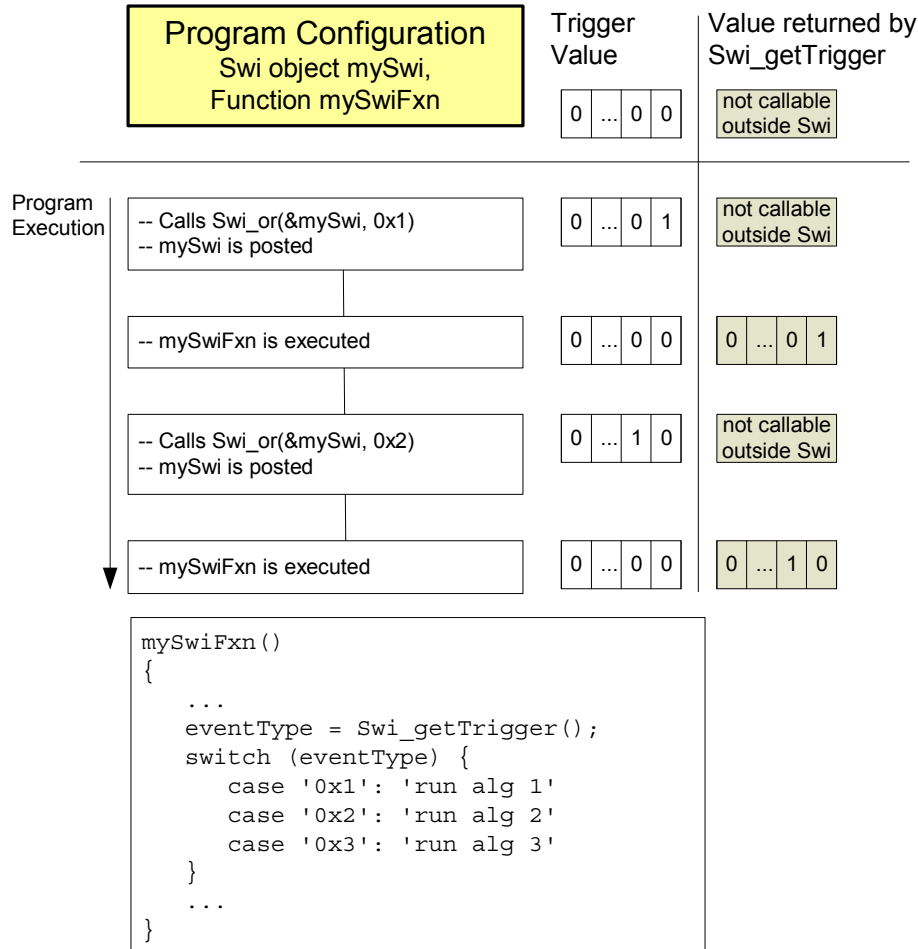 Program Configuration
Swi object mySwi,
Function mySwiFxn
Trigger
Value
Value returned by
Swi_getTrigger
0 ... 0 0
not callable
outside Swi
Program
Execution
-- Calls Swi_or(&mySwi, 0x1)
-- mySwi is posted
0 ... 0 1
not callable
outside Swi
-- mySwiFxn is executed
0 ... 0 0
0 ... 0 1
-- Calls Swi_or(&mySwi, 0x2)
-- mySwi is posted
0 ... 1 0
not callable
outside Swi
-- mySwiFxn is executed
0 ... 0 0
0 ... 1 0
mySwiFxn()
{
...
eventType = Swi_getTrigger();
switch (eventType) {
case '0x1': 'run alg 1'
case '0x2': 'run alg 2'
case '0x3': 'run alg 3'
}
...
}